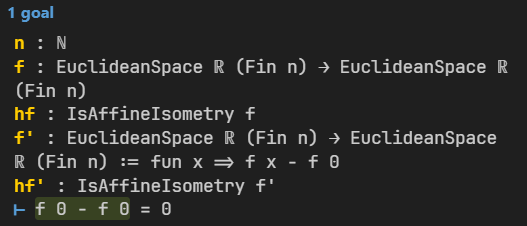 1 goal
n : ℕ
f : EuclideanSpace ℝ (Fin n) → EuclideanSpace ℝ
(Fin n)
hf : IsAffineIsometry f
f' : EuclideanSpace ℝ (Fin n) → EuclideanSpace
ℝ (Fin n) := fun x ⇒ f x - f 0
hf' : IsAffineIsometry f'
⊢ f 0 - f 0 = 0